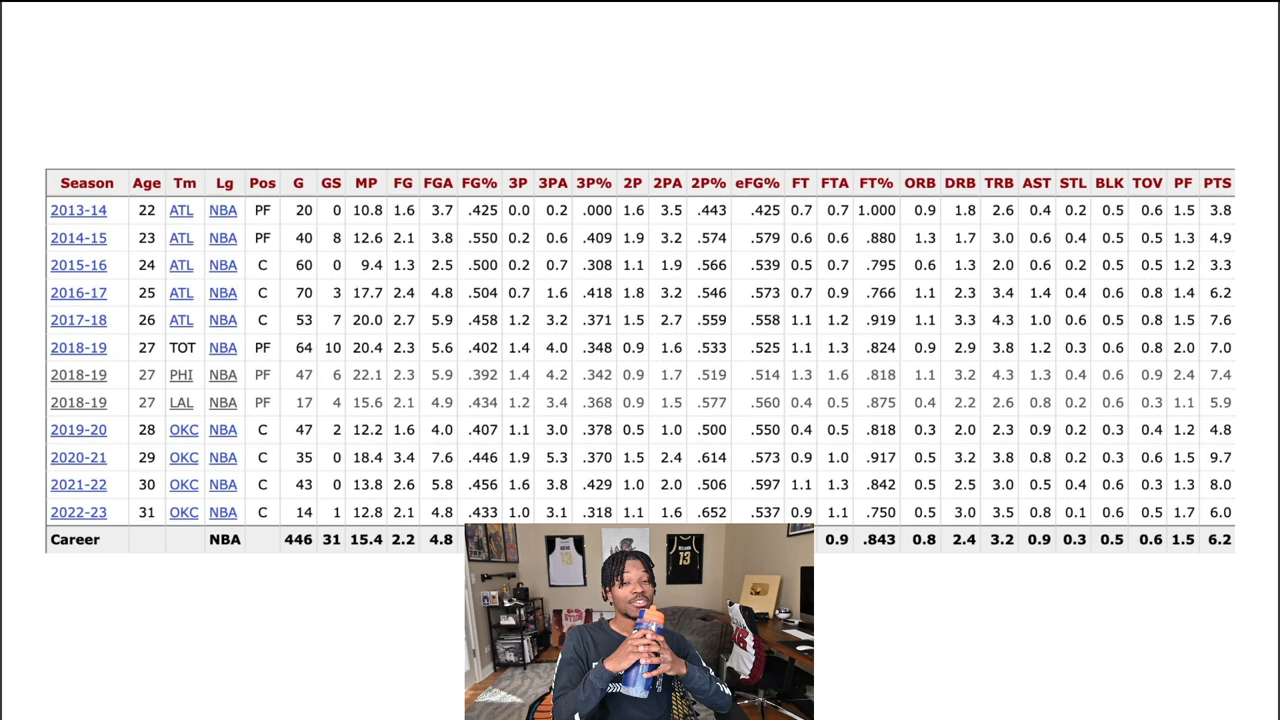 Season Age Tm Lg Pos G GS MP FG FGA FG% 3P 3PA 3P% 2P 2PA 2P% eFG% FT FTA FT% ORB DRB TRB AST STL BLK TOV PF PTS
2013-14 22 ATL NBA PF 20 0 10.8 1.6 3.7 .425 0.0 0.2 .000 1.6 3.5 .443 .425 0.7 0.7 1.000 0.9 1.8 2.6 0.4 0.2 0.5 0.6 1.5 3.8
2014-15 23 ATL NBA PF 40 8 12.6 2.1 3.8 .550 0.2 0.6 .409 1.9 3.2 .574 .579 0.6 0.6 .880 1.3 1.7 3.0 0.6 0.4 0.5 0.5 1.3 4.9
2015-16 24 ATL NBA C 60 0 9.4 1.3 2.5 .500 0.2 0.7 .308 1.1 1.9 .566 .539 0.5 0.7 .795 0.6 1.3 2.0 0.6 0.2 0.5 0.5 1.2 3.3
2016-17 25 ATL NBA C 70 3 17.7 2.4 4.8 .504 0.7 1.6 .418 1.8 3.2 .546 .573 0.7 0.9 .766 1.1 2.3 3.4 1.4 0.4 0.6 0.8 1.4 6.2
2017-18 26 ATL NBA C 53 7 20.0 2.7 5.9 .458 1.2 3.2 .371 1.5 2.7 .559 .558 1.1 1.2 .919 1.1 3.3 4.3 1.0 0.6 0.5 0.8 1.5 7.6
2018-19 27 TOT NBA PF 64 10 20.4 2.3 5.6 .402 1.4 4.0 .348 0.9 1.6 .533 .525 1.1 1.3 .824 0.9 2.9 3.8 1.2 0.3 0.6 0.8 2.0 7.0
2018-19 27 PHI NBA PF 47 6 22.1 2.3 5.9 .392 1.4 4.2 .342 0.9 1.7 .519 .514 1.3 1.6 .818 1.1 3.2 4.3 1.3 0.4 0.6 0.9 2.4 7.4
2018-19 27 LAL NBA PF 17 4 15.6 2.1 4.9 .434 1.2 3.4 .368 0.9 1.5 .577 .560 0.4 0.5 .875 0.4 2.2 2.6 0.8 0.2 0.6 0.3 1.1 5.9
2019-20 28 OKC NBA C 47 2 12.2 1.6 4.0 .407 1.1 3.0 .378 0.5 1.0 .500 .550 0.4 0.5 .818 0.3 2.0 2.3 0.9 0.2 0.3 0.4 1.2 4.8
2020-21 29 OKC NBA C 35 0 18.4 3.4 7.6 .446 1.9 5.3 .370 1.5 2.4 .614 .573 0.9 1.0 .917 0.5 3.2 3.8 0.8 0.2 0.3 0.6 1.5 9.7
2021-22 30 OKC NBA C 43 0 13.8 2.6 5.8 .456 1.6 3.8 .429 1.0 2.0 .506 .597 1.1 1.3 .842 0.5 2.5 3.0 0.5 0.4 0.6 0.3 1.3 8.0
2022-23 31 OKC NBA C 14 1 12.8 2.1 4.8 .433 1.0 3.1 .318 1.1 1.6 .652 .537 0.9 1.1 .750 0.5 3.0 3.5 0.8 0.1 0.6 0.5 1.7 6.0
Career NBA 446 31 15.4 2.2 4.8 0.9 .843 0.8 2.4 3.2 0.9 0.3 0.5 0.6 1.5 6.2
13 13